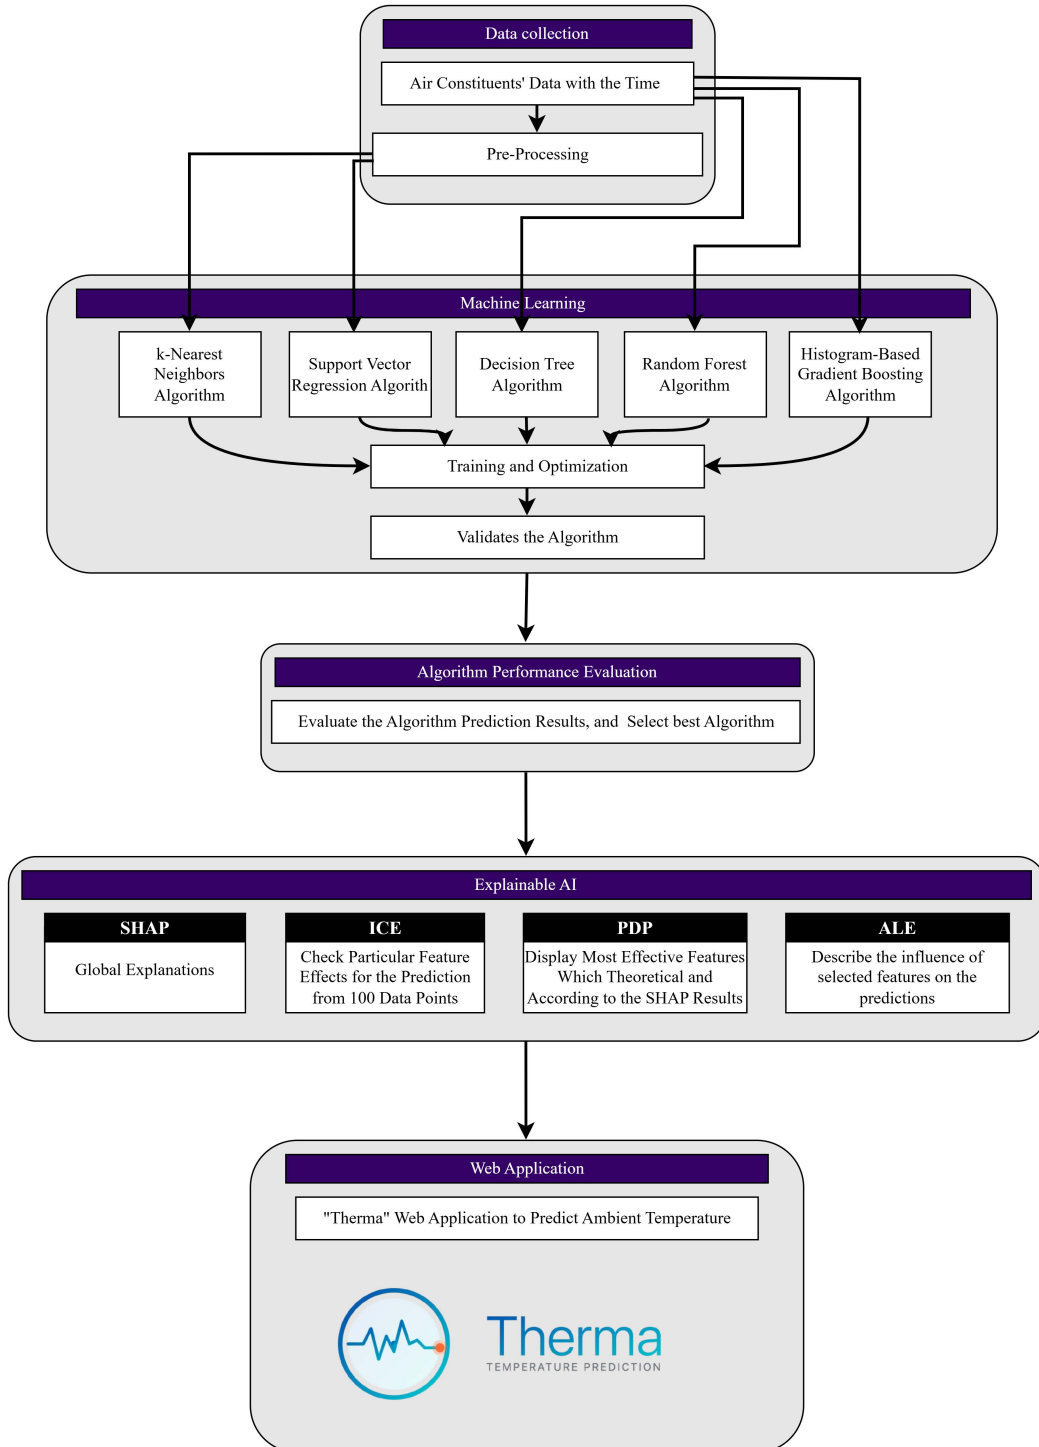 Data collection
Air Constituents' Data with the Time
Pre-Processing
Machine Learning
k-Nearest
Neighbors
Algorithm
Support Vector
Regression Algorith
Decision Tree
Algorithm
Random Forest
Algorithm
Histogram-Based
Gradient Boosting
Algorithm
Training and Optimization
Validates the Algorithm
Algorithm Performance Evaluation
Evaluate the Algorithm Prediction Results, and Select best Algorithm
Explainable AI
SHAP
Global Explanations
ICE
Check Particular Feature
Effects for the Prediction
from 100 Data Points
PDP
Display Most Effective Features
Which Theoretical and
According to the SHAP Results
ALE
Describe the influence of
selected features on the
predictions
Web Application
"Therma" Web Application to Predict Ambient Temperature
Therma
TEMPERATURE PREDICTION